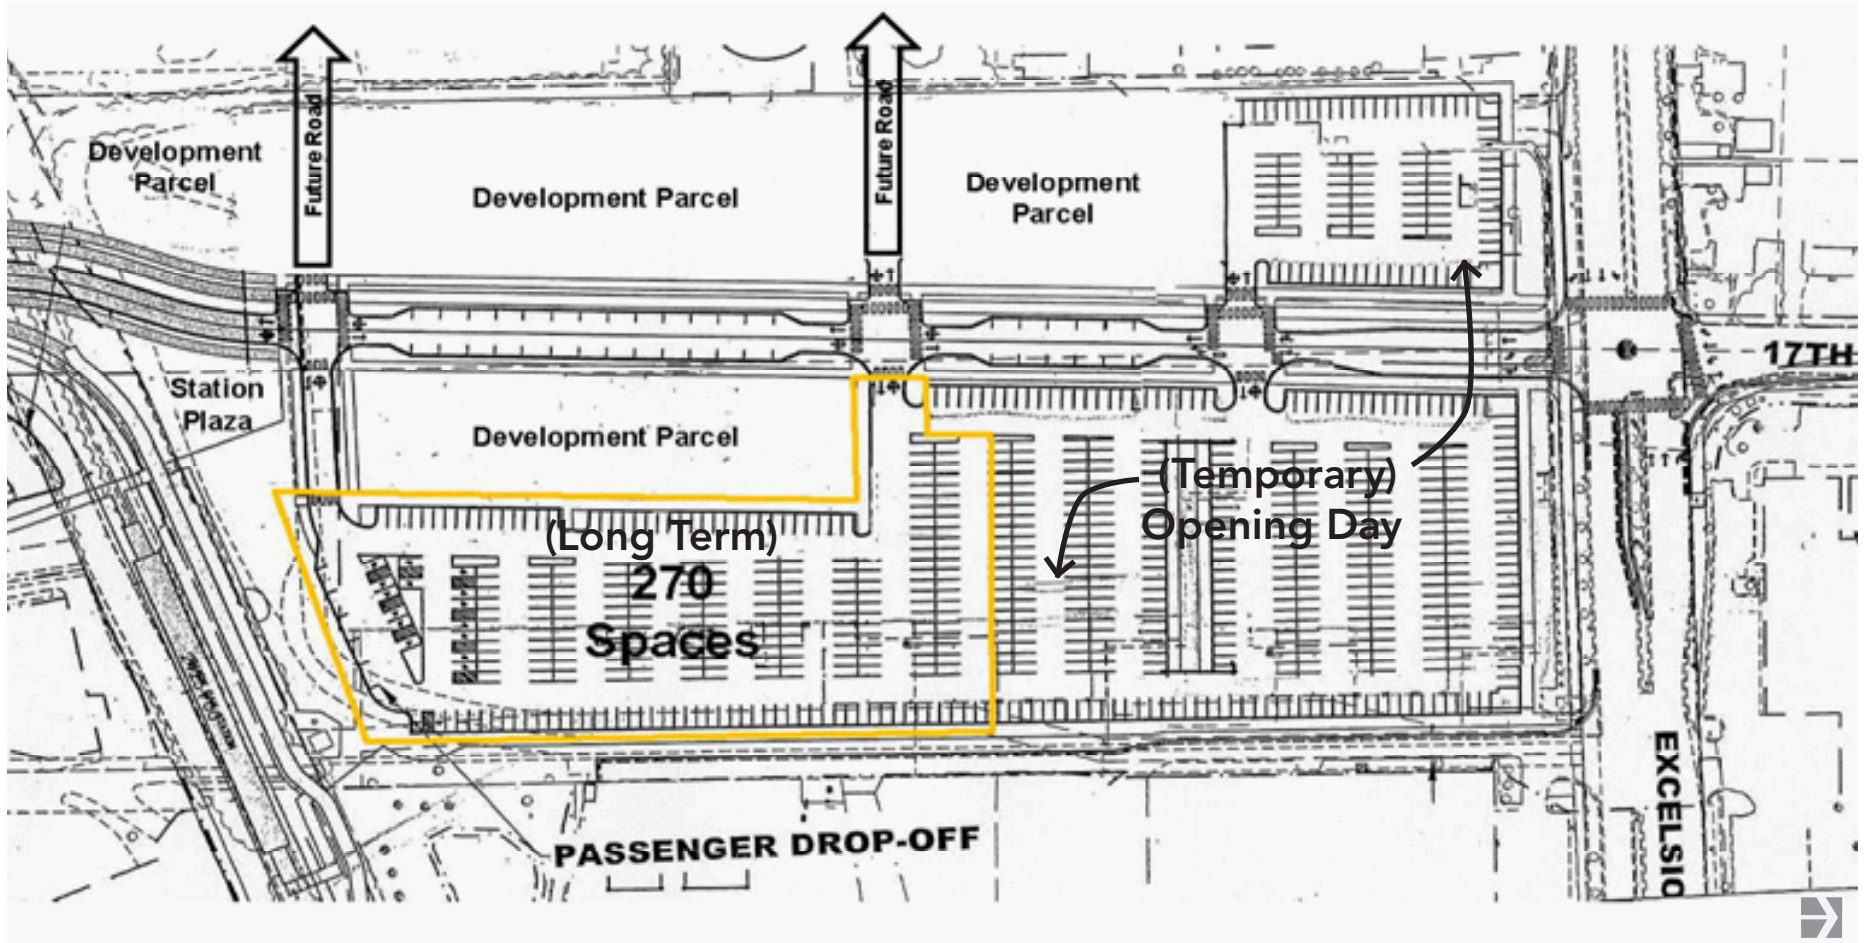 Future Road
Future Road
Development
Parcel
Development Parcel
Development
Parcel
Station
Plaza
17TH
Development Parcel
(Temporary)
Opening Day
(Long Term)
270
Spaces
EXCELSIO
PASSENGER DROP-OFF